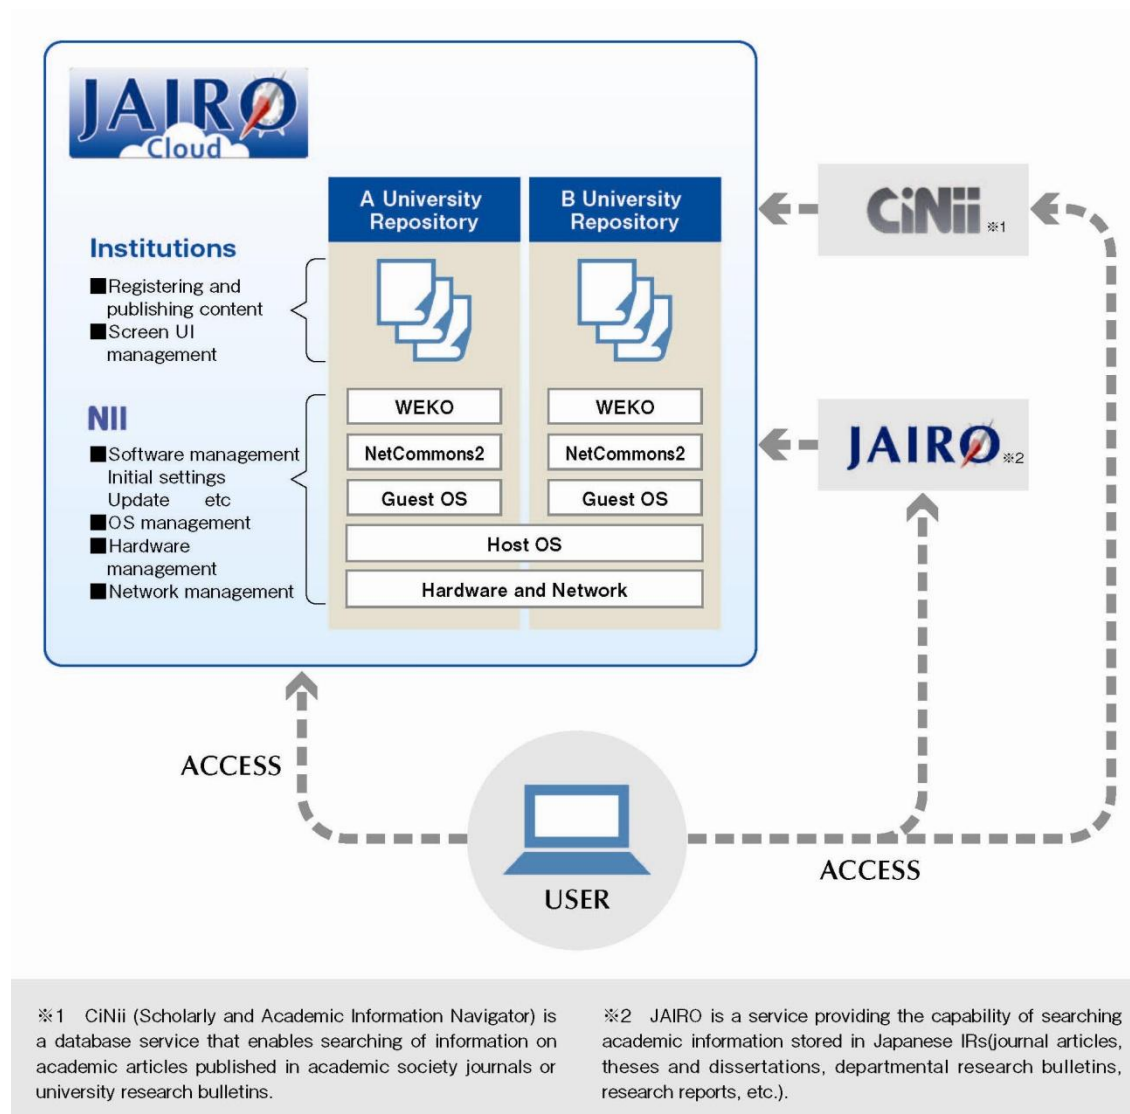 JAIRO
Cloud
A University
Repository
B University
Repository
CiNii ※1
Institutions
■Registering and
publishing content
■Screen UI
management
NII
■Software management
Initial settings
Update etc
■OS management
■Hardware
management
■Network management
WEKO
WEKO
NetCommons2
NetCommons2
Guest OS
Guest OS
Host OS
Hardware and Network
JAIRO ※2
ACCESS
USER
ACCESS
※1 CiNii (Scholarly and Academic Information Navigator) is
a database service that enables searching of information on
academic articles published in academic society journals or
university research bulletins.
※2 JAIRO is a service providing the capability of searching
academic information stored in Japanese IRs(journal articles,
theses and dissertations, departmental research bulletins,
research reports, etc.).